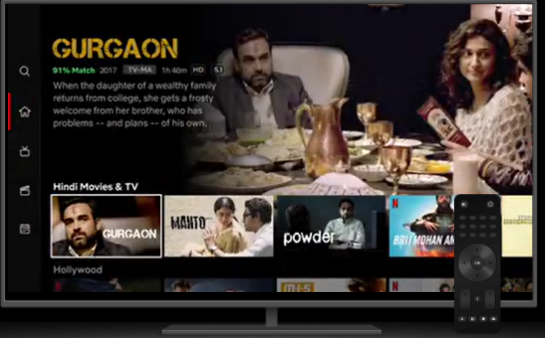 GURGAON
91% Match 2017 TV-MA 1h 46m HD 5.1
When the daughter of a wealthy family
returns from college, she gets a frosty
welcome from her brother, who has
problems -- and plans -- of his own.
Hindi Movies & TV
GURGAON
MANTO
powder
N
BRIJ MOHAN AM
Hollywood
N
M:I-5
N